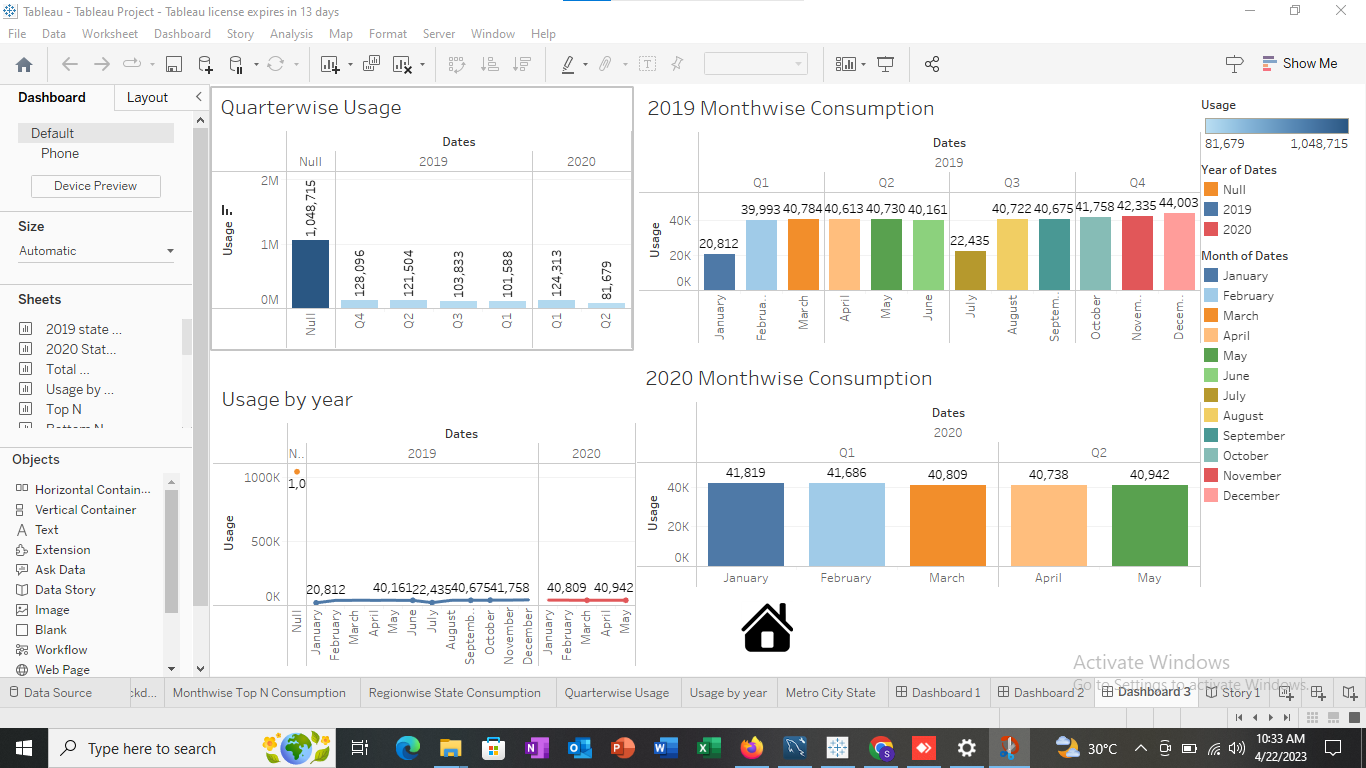 Tableau - Tableau Project - Tableau license expires in 13 days
File Data Worksheet Dashboard Story Analysis Map Format Server Window Help
Show Me
Dashboard Layout
Default
Phone
Device Preview
Size
Automatic
Sheets
2019 state ...
2020 Stat...
Total ...
Usage by ...
Top N
Objects
Horizontal Contain...
Vertical Container
Text
Extension
Ask Data
Data Story
Image
Blank
Workflow
Web Page
Quarterwise Usage
Dates
Null 2019 2020
Usage
2M
1M
0M
1,048,715 128,096 121,504 103,833 101,588 124,313 81,679
Null Q4 Q2 Q3 Q1 Q1 Q2
2019 Monthwise Consumption
Dates
2019
Q1 Q2 Q3 Q4
Usage
40K
20K
0K
20,812 39,993 40,784 40,613 40,730 40,161 22,435 40,722 40,675 41,758 42,335 44,003
January Februa.. March April May June July August Septem.. October Novem.. Decem..
Usage by year
Dates
N.. 2019 2020
Usage
1000K
500K
0K
1,0
20,812 40,161 22,435 40,675 41,758 40,809 40,942
Null January February March April May June July August Septemb.. October November December January February March April May
2020 Monthwise Consumption
Dates
2020
Q1 Q2
Usage
40K
20K
0K
41,819 41,686 40,809 40,738 40,942
January February March April May
Usage
81,679 1,048,715
Year of Dates
Null
2019
2020
Month of Dates
January
February
March
April
May
June
July
August
September
October
November
December
Activate Windows
Go to Settings to activate Windows.
Data Source ckd... Monthwise Top N Consumption Regionwise State Consumption Quarterwise Usage Usage by year Metro City State Dashboard 1 Dashboard 2 Dashboard 3 Story 1
Type here to search
30°C
10:33 AM
4/22/2023